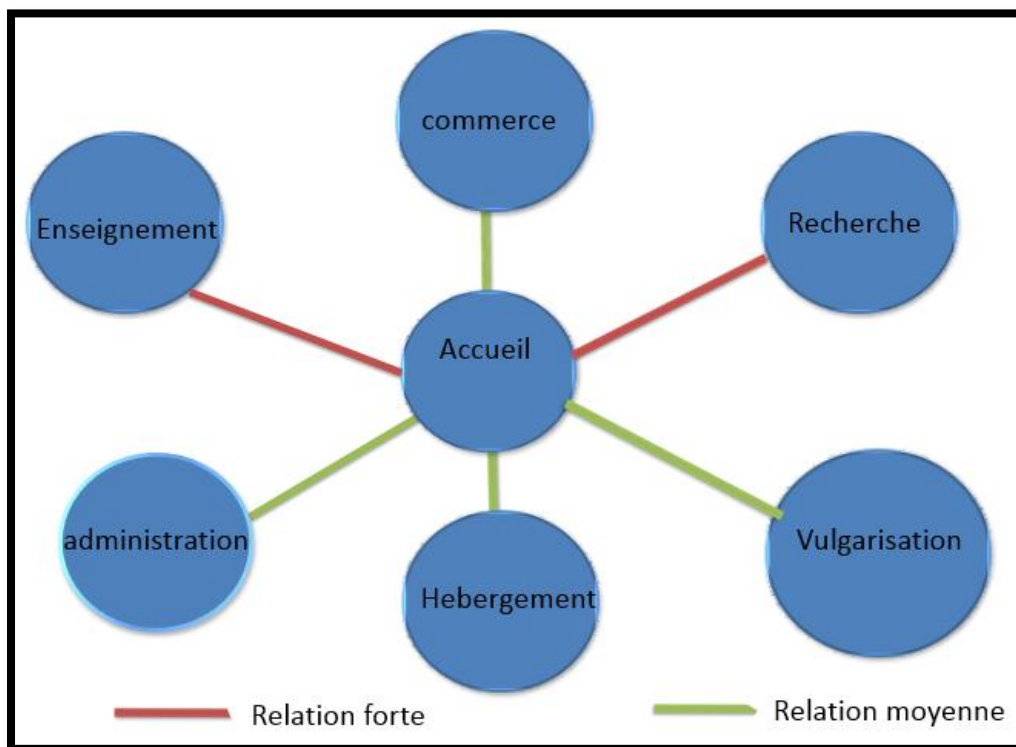 commerce
Enseignement
Recherche
Accueil
administration
Vulgarisation
Hebergement
Relation forte
Relation moyenne